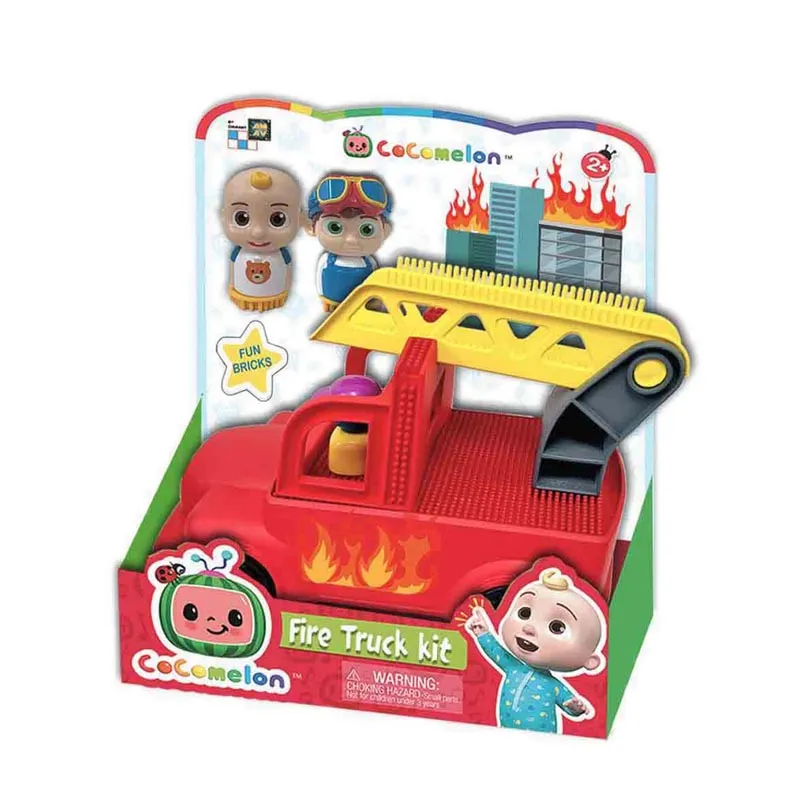 CoComelon™
2+
FUN
BRICKS
Fire Truck kit
CoComelon™
WARNING:
CHOKING HAZARD-Small parts.
Not for children under 3 years